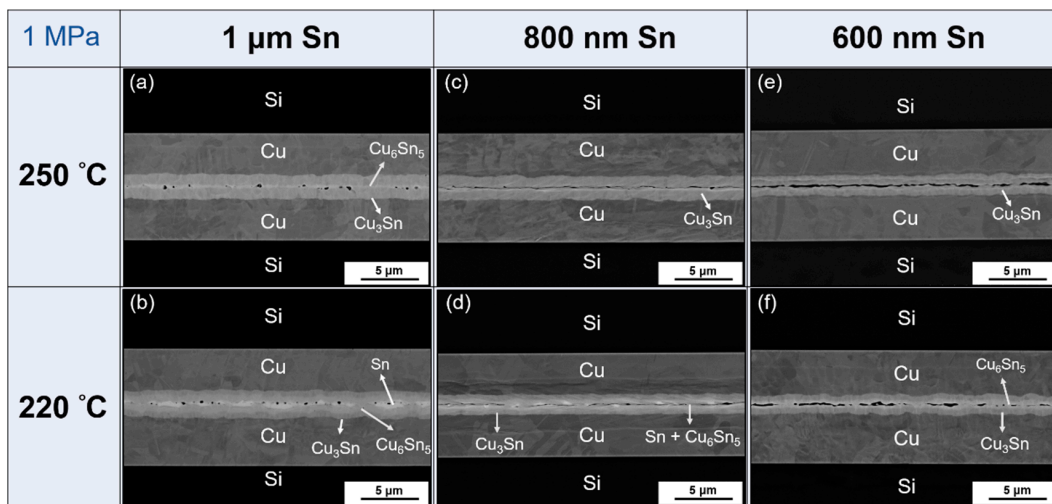 1 MPa
1 µm Sn
800 nm Sn
600 nm Sn
250 °C
(a)
Si
Cu
Cu₆Sn₅
Cu
Cu₃Sn
Si
5 µm
(c)
Si
Cu
Cu₃Sn
Cu
Si
5 µm
(e)
Si
Cu
Cu₃Sn
Cu
Si
5 µm
220 °C
(b)
Si
Cu
Sn
Cu₃Sn
Cu₆Sn₅
Cu
Si
5 µm
(d)
Si
Cu
Cu₃Sn
Cu
Sn + Cu₆Sn₅
Si
5 µm
(f)
Si
Cu
Cu₆Sn₅
Cu
Cu₃Sn
Si
5 µm